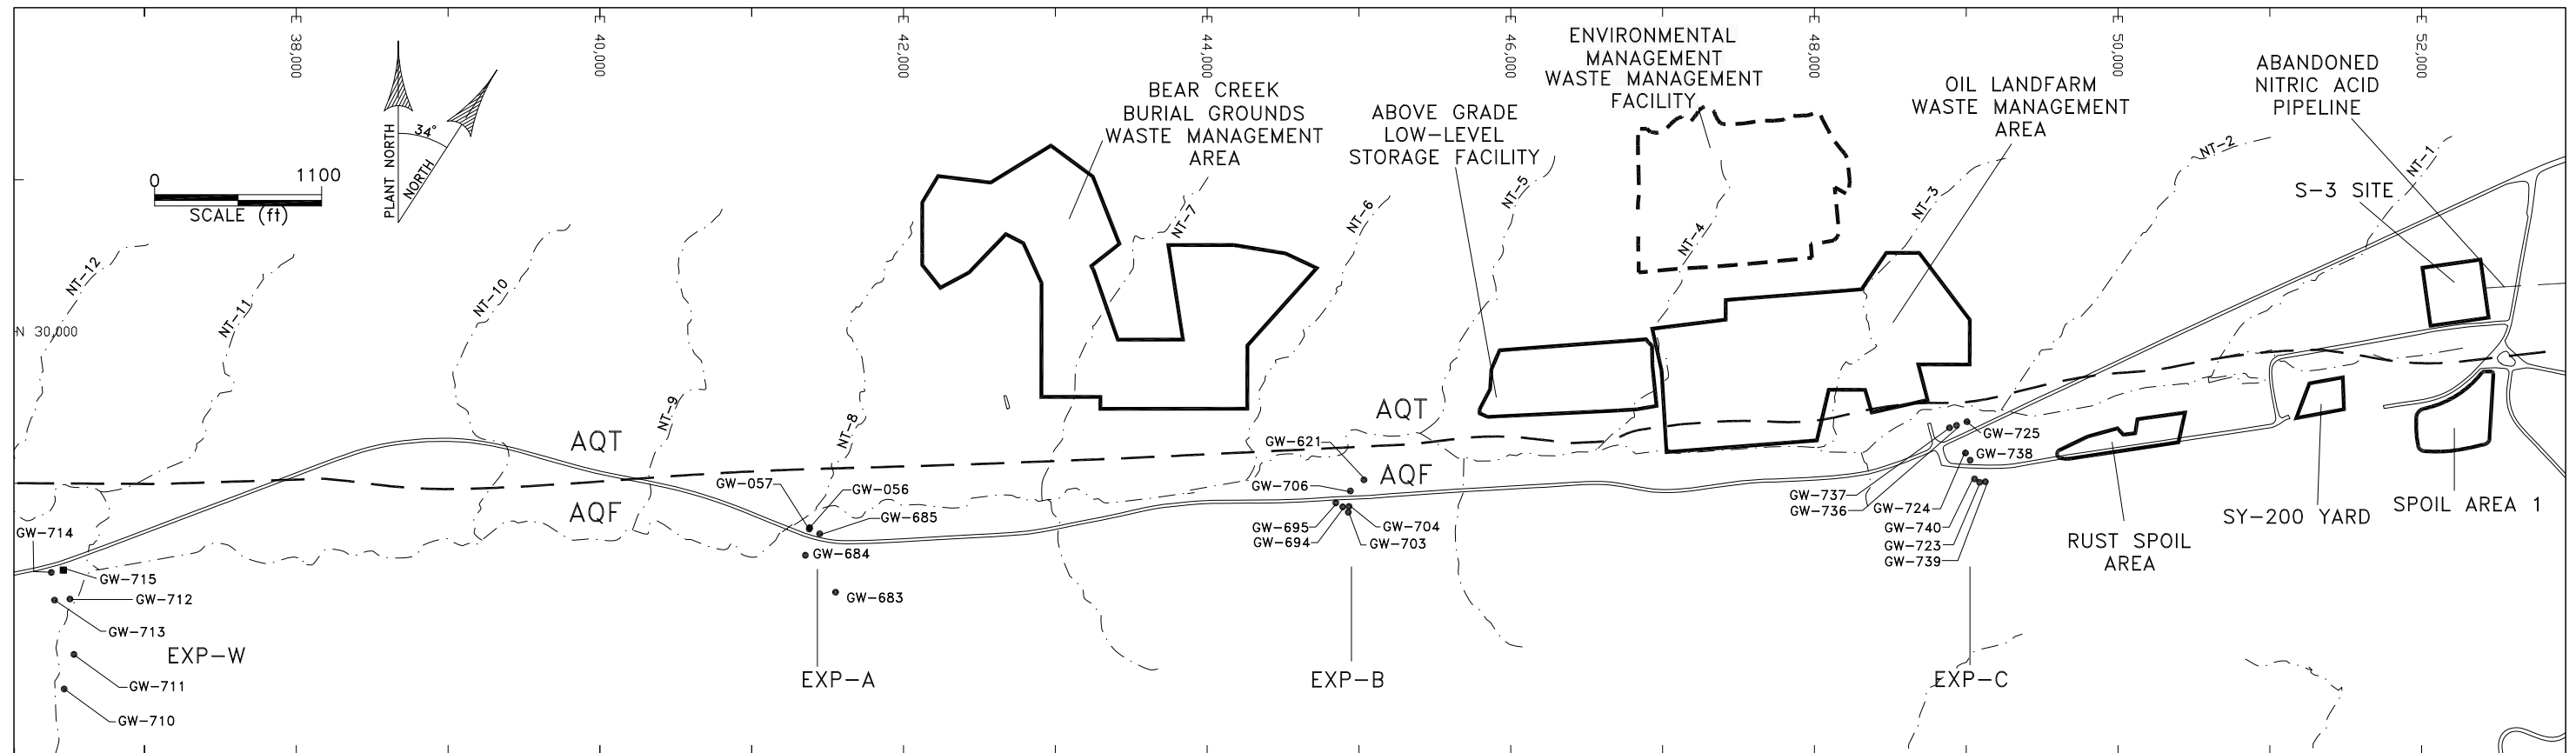 38,000
40,000
42,000
44,000
46,000
48,000
50,000
52,000
ENVIRONMENTAL
MANAGEMENT
WASTE MANAGEMENT
FACILITY
BEAR CREEK
BURIAL GROUNDS
WASTE MANAGEMENT
AREA
ABOVE GRADE
LOW-LEVEL
STORAGE FACILITY
OIL LANDFARM
WASTE MANAGEMENT
AREA
ABANDONED
NITRIC ACID
PIPELINE
S-3 SITE
PLANT NORTH
34°
NORTH
0 1100
SCALE (ft)
N 30,000
NT-12
NT-11
NT-10
NT-9
NT-8
NT-7
NT-6
NT-5
NT-4
NT-3
NT-2
NT-1
AQT
AQF
AQT
AQF
GW-714
GW-715
GW-712
GW-713
EXP-W
GW-711
GW-710
GW-057
GW-056
GW-685
GW-684
GW-683
EXP-A
GW-621
GW-706
GW-695
GW-694
GW-704
GW-703
EXP-B
GW-725
GW-738
GW-737
GW-736
GW-724
GW-740
GW-723
GW-739
EXP-C
RUST SPOIL
AREA
SY-200 YARD
SPOIL AREA 1